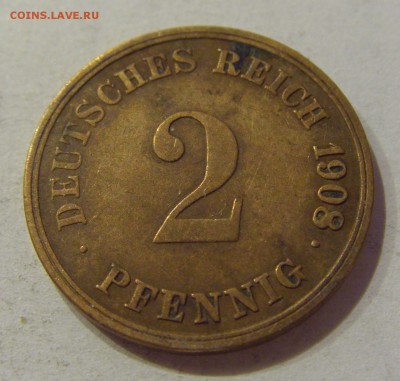 COINS.LAVE.RU
· DEUTSCHES REICH 1908 ·
2
PFENNIG